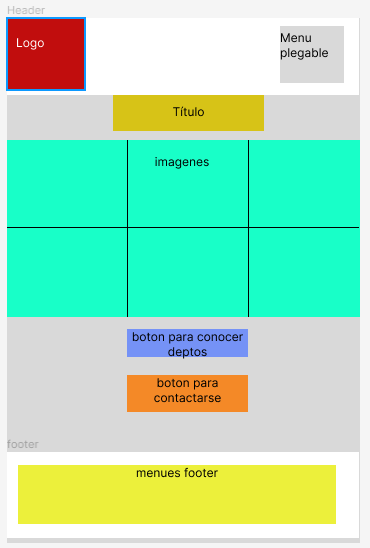 Header
Logo
Menu
plegable
Título
imagenes
boton para conocer
deptos
boton para
contactarse
footer
menues footer